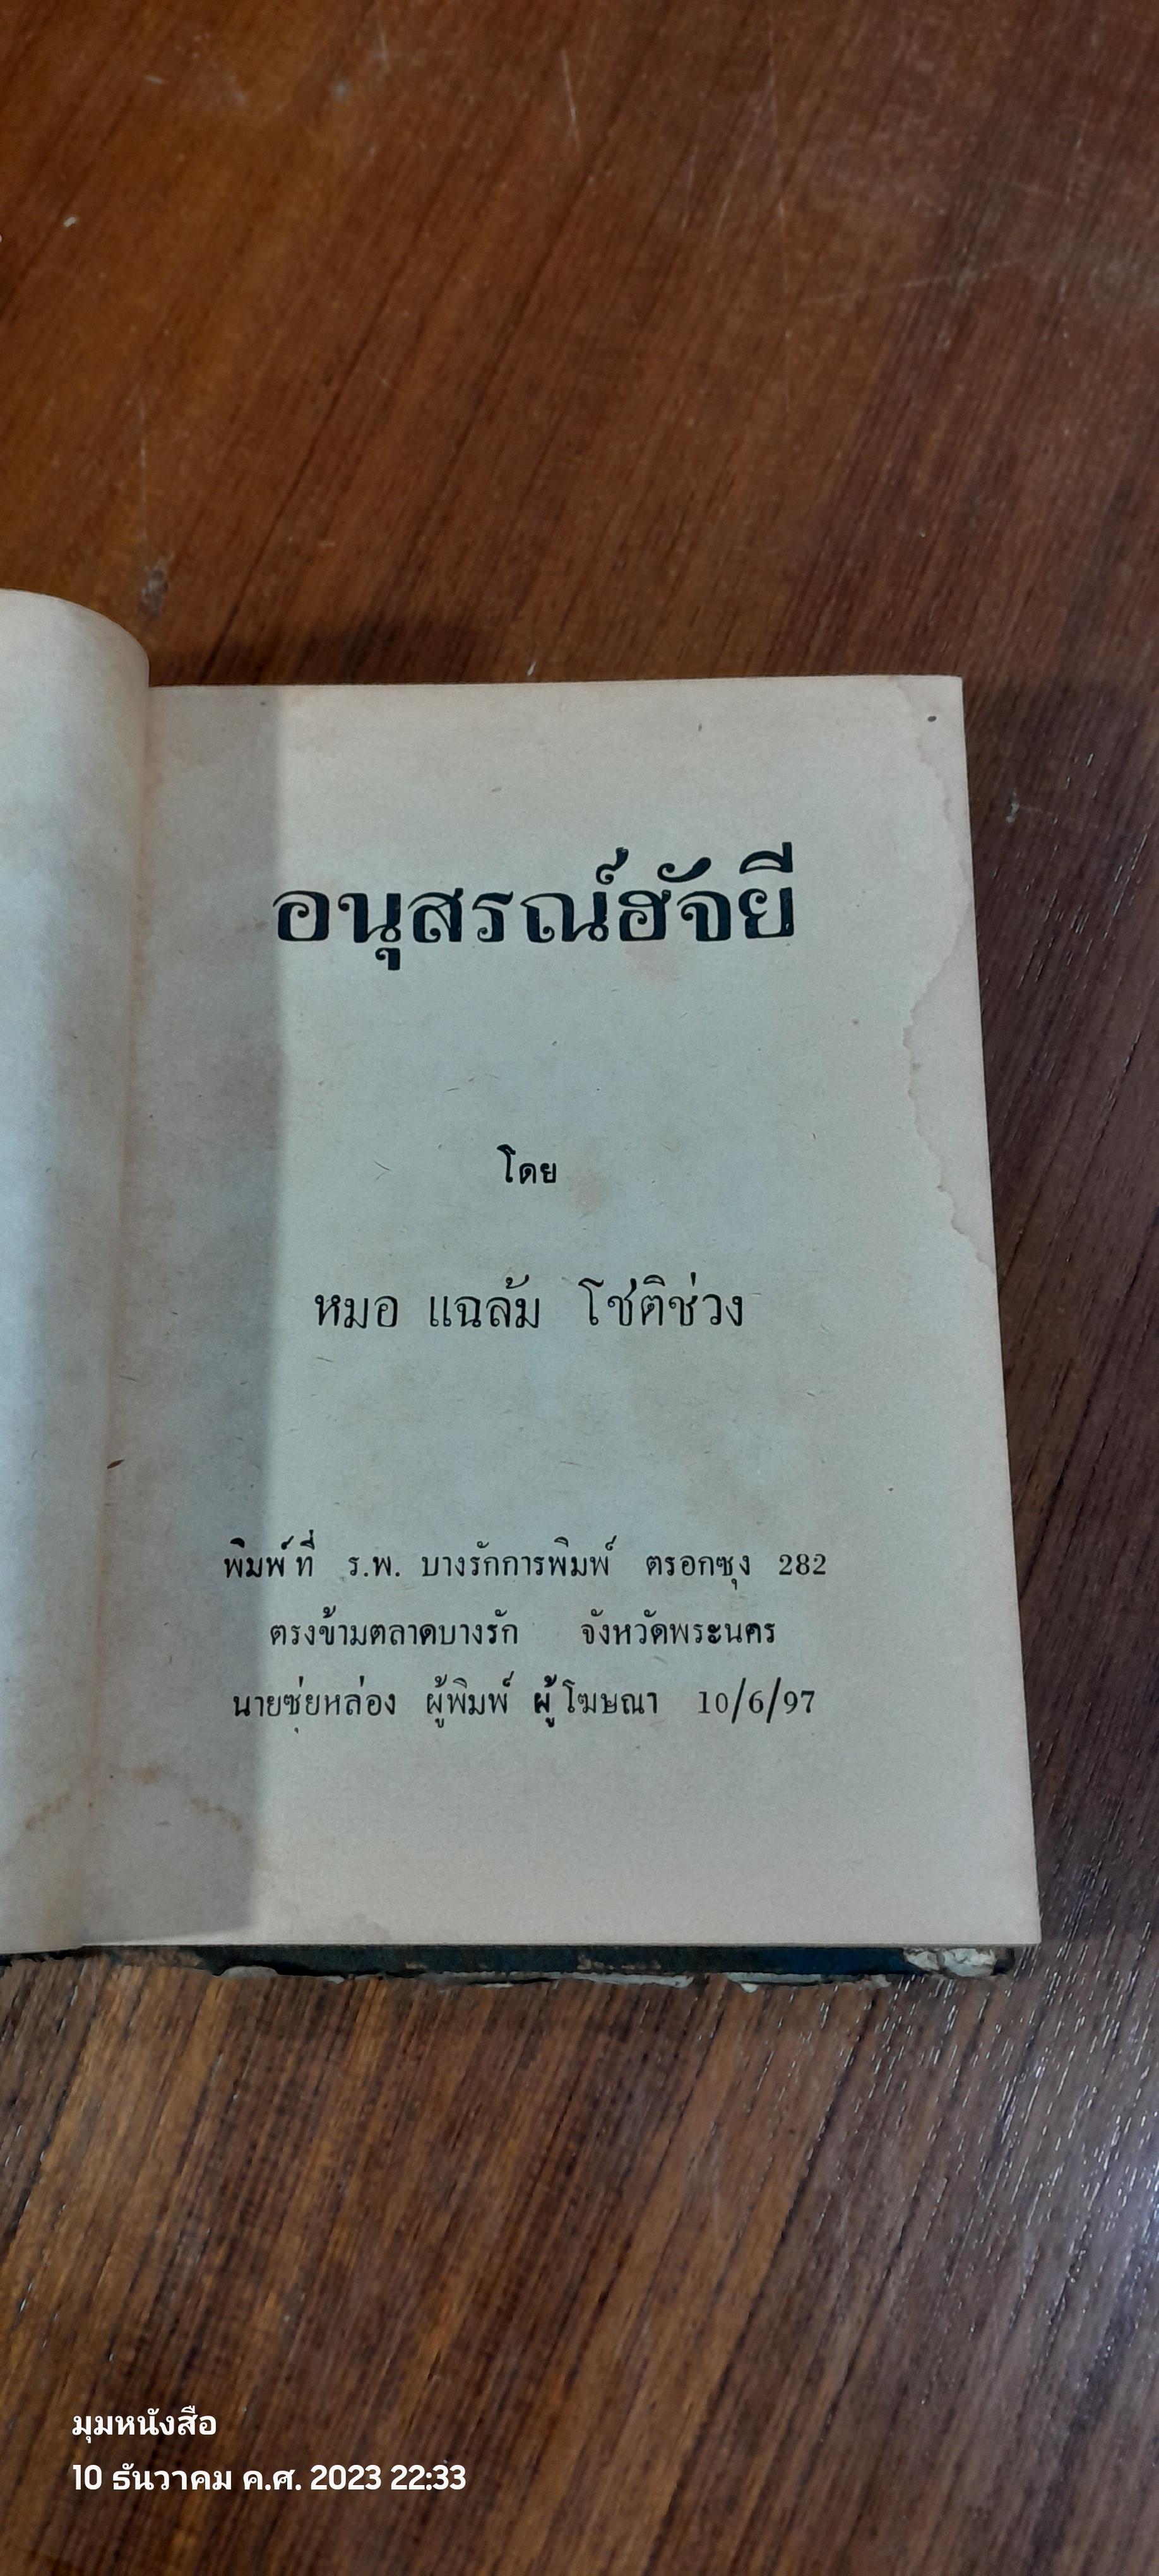 อนุสรณ์ฮัจยี
โดย
หมอ แฉล้ม โชติช่วง
พิมพ์ที่ ร.พ. บางรักการพิมพ์ ตรอกซุง 282
ตรงข้ามตลาดบางรัก จังหวัดพระนคร
นายซุ่ยหล่อง ผู้พิมพ์ ผู้โฆษณา 10/6/97
มุมหนังสือ
10 ธันวาคม ค.ศ. 2023 22:33